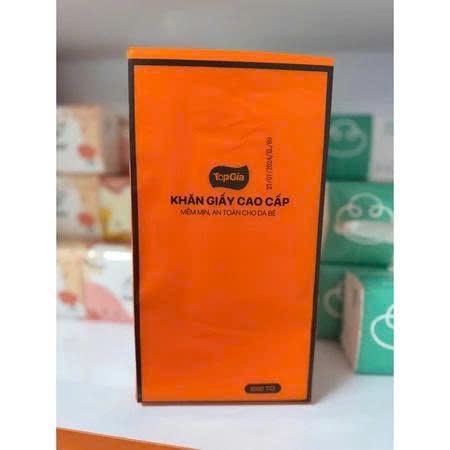 TopGia
KHĂN GIẤY CAO CẤP
MỀM MỊN, AN TOÀN CHO DA BÉ
1000 TỜ